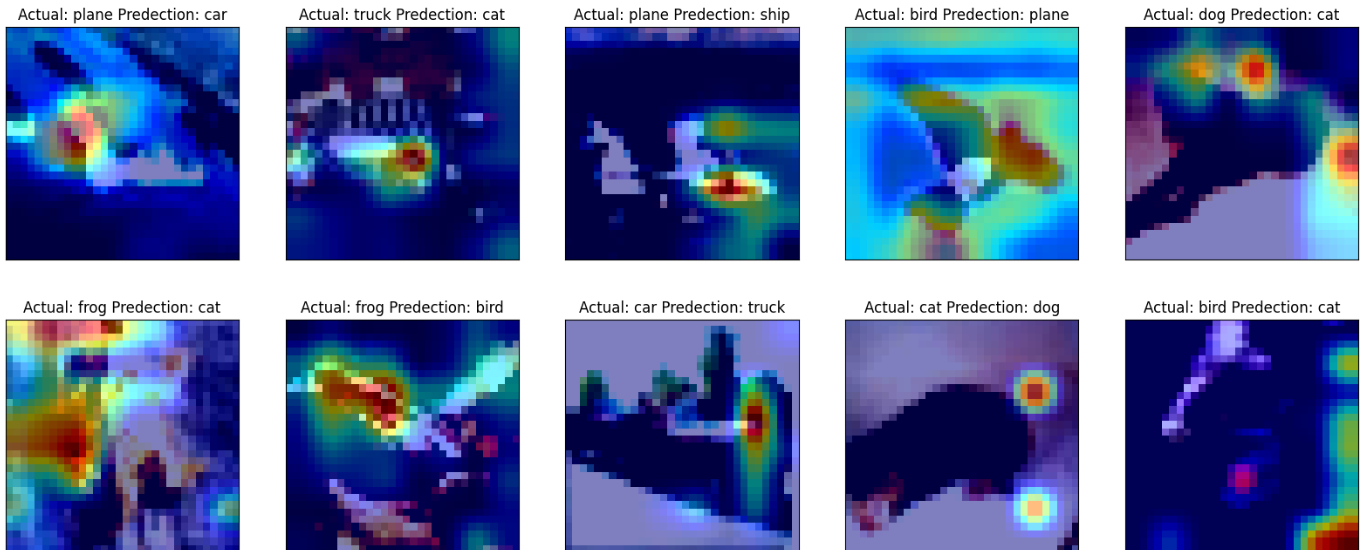 Actual: plane Predection: car
Actual: truck Predection: cat
Actual: plane Predection: ship
Actual: bird Predection: plane
Actual: dog Predection: cat
Actual: frog Predection: cat
Actual: frog Predection: bird
Actual: car Predection: truck
Actual: cat Predection: dog
Actual: bird Predection: cat